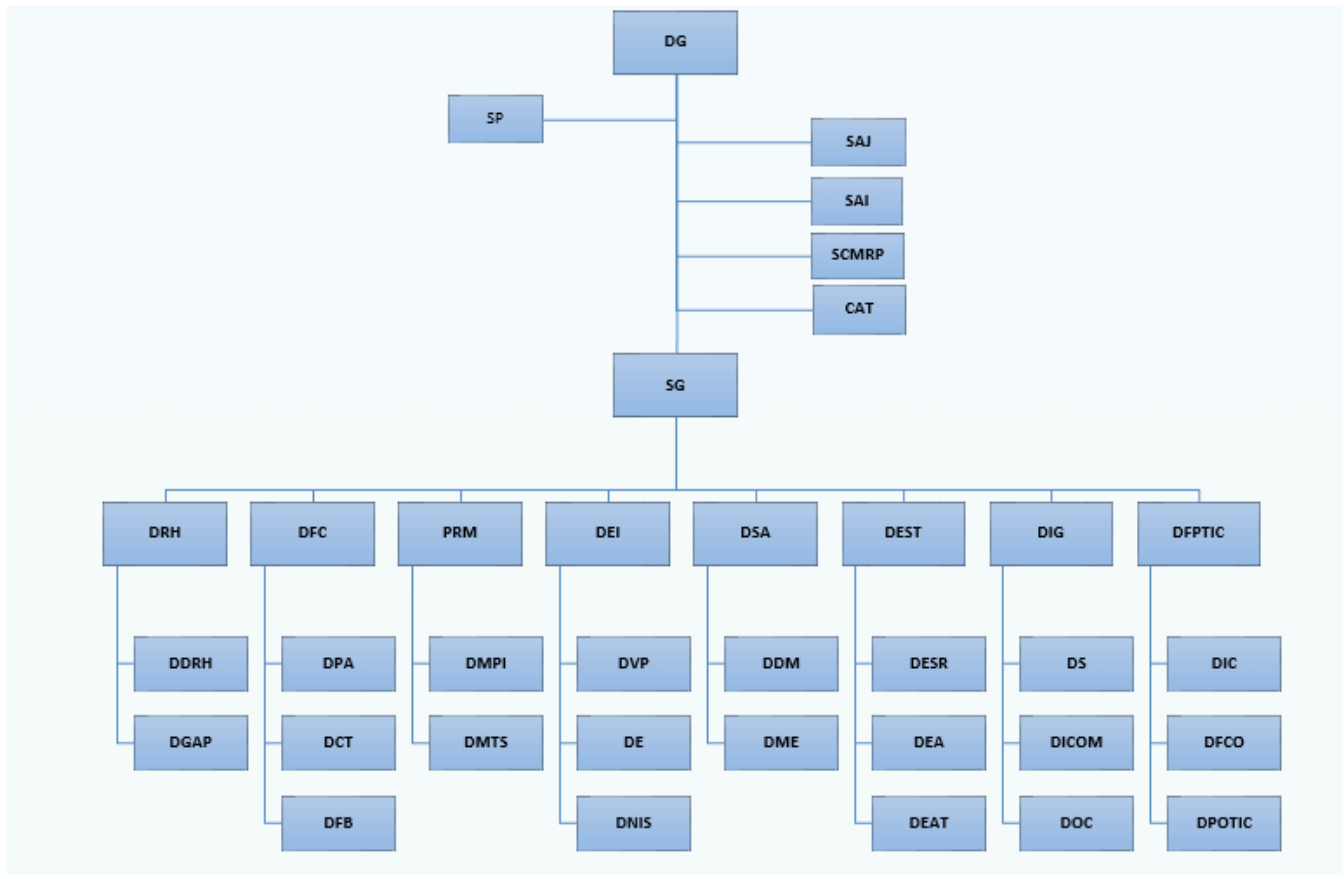 DG
SP
SAJ
SAI
SCMRP
CAT
SG
DRH DFC PRM DEI DSA DEST DIG DFPTIC
DDRH DPA DMPI DVP DDM DESR DS DIC
DGAP DCT DMTS DE DME DEA DICOM DFCO
DFB DNIS DEAT DOC DPOTIC